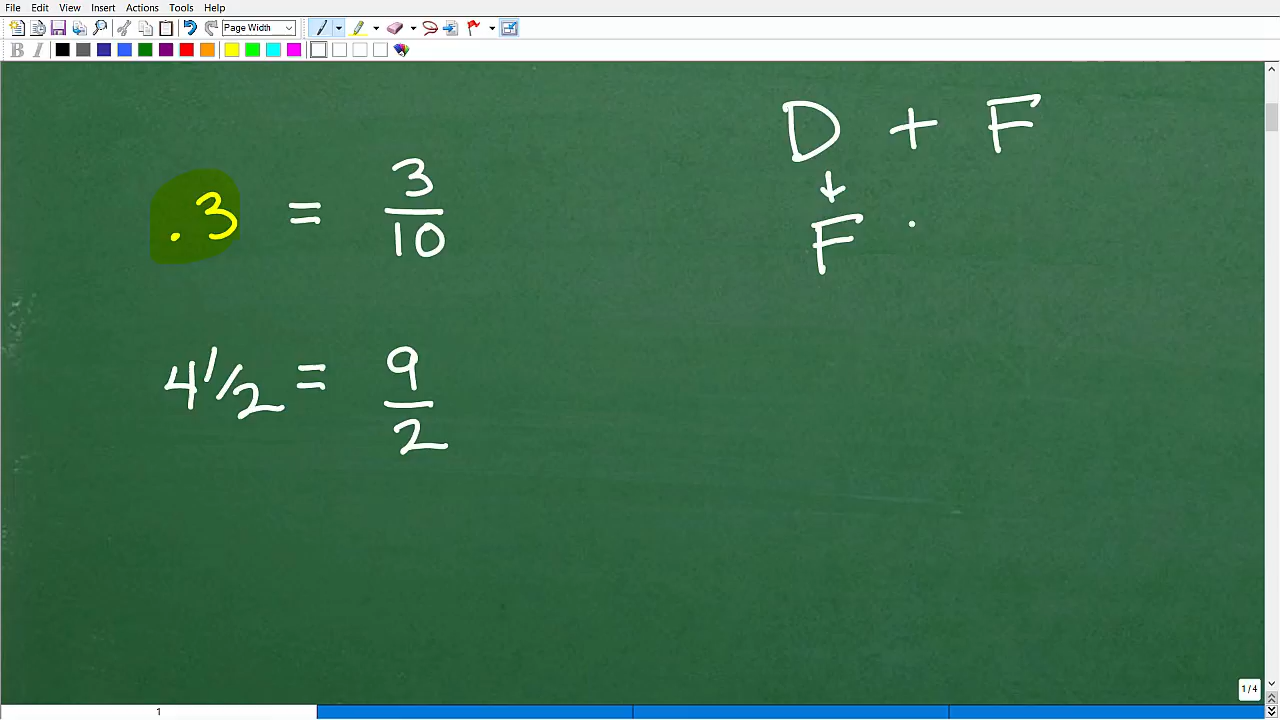 File Edit View Insert Actions Tools Help
Page Width
B I
D + F
.3 = 3/10
↓
F
4 1/2 = 9/2
1/4
1